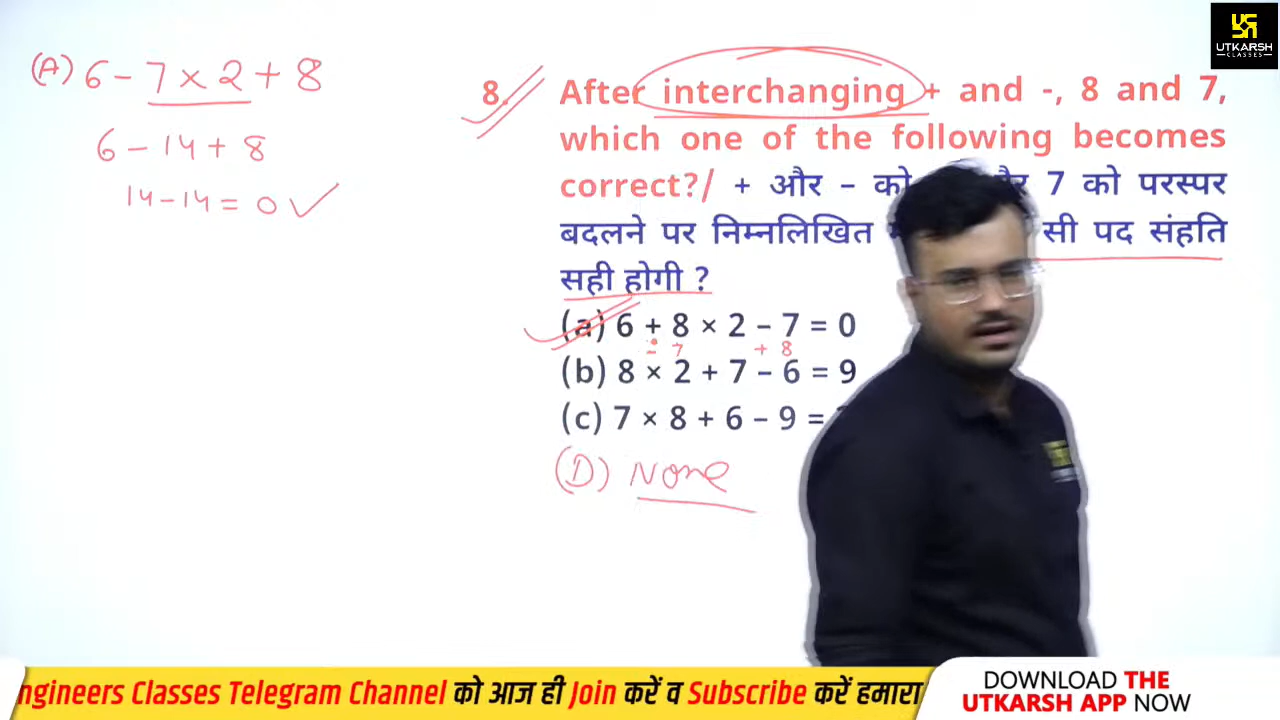 UTKARSH
CLASSES
(A) 6 - 7 × 2 + 8
6 - 14 + 8
14 - 14 = 0 ✓
8. After interchanging + and -, 8 and 7,
which one of the following becomes
correct?/ + और – को 7 को परस्पर
बदलने पर निम्नलिखित सी पद संहति
सही होगी ?
(a) 6 + 8 × 2 – 7 = 0
- 7 + 8
(b) 8 × 2 + 7 – 6 = 9
(c) 7 × 8 + 6 – 9 =
(D) None
ngineers Classes Telegram Channel को आज ही Join करें व Subscribe करें हमारा
DOWNLOAD THE
UTKARSH APP NOW